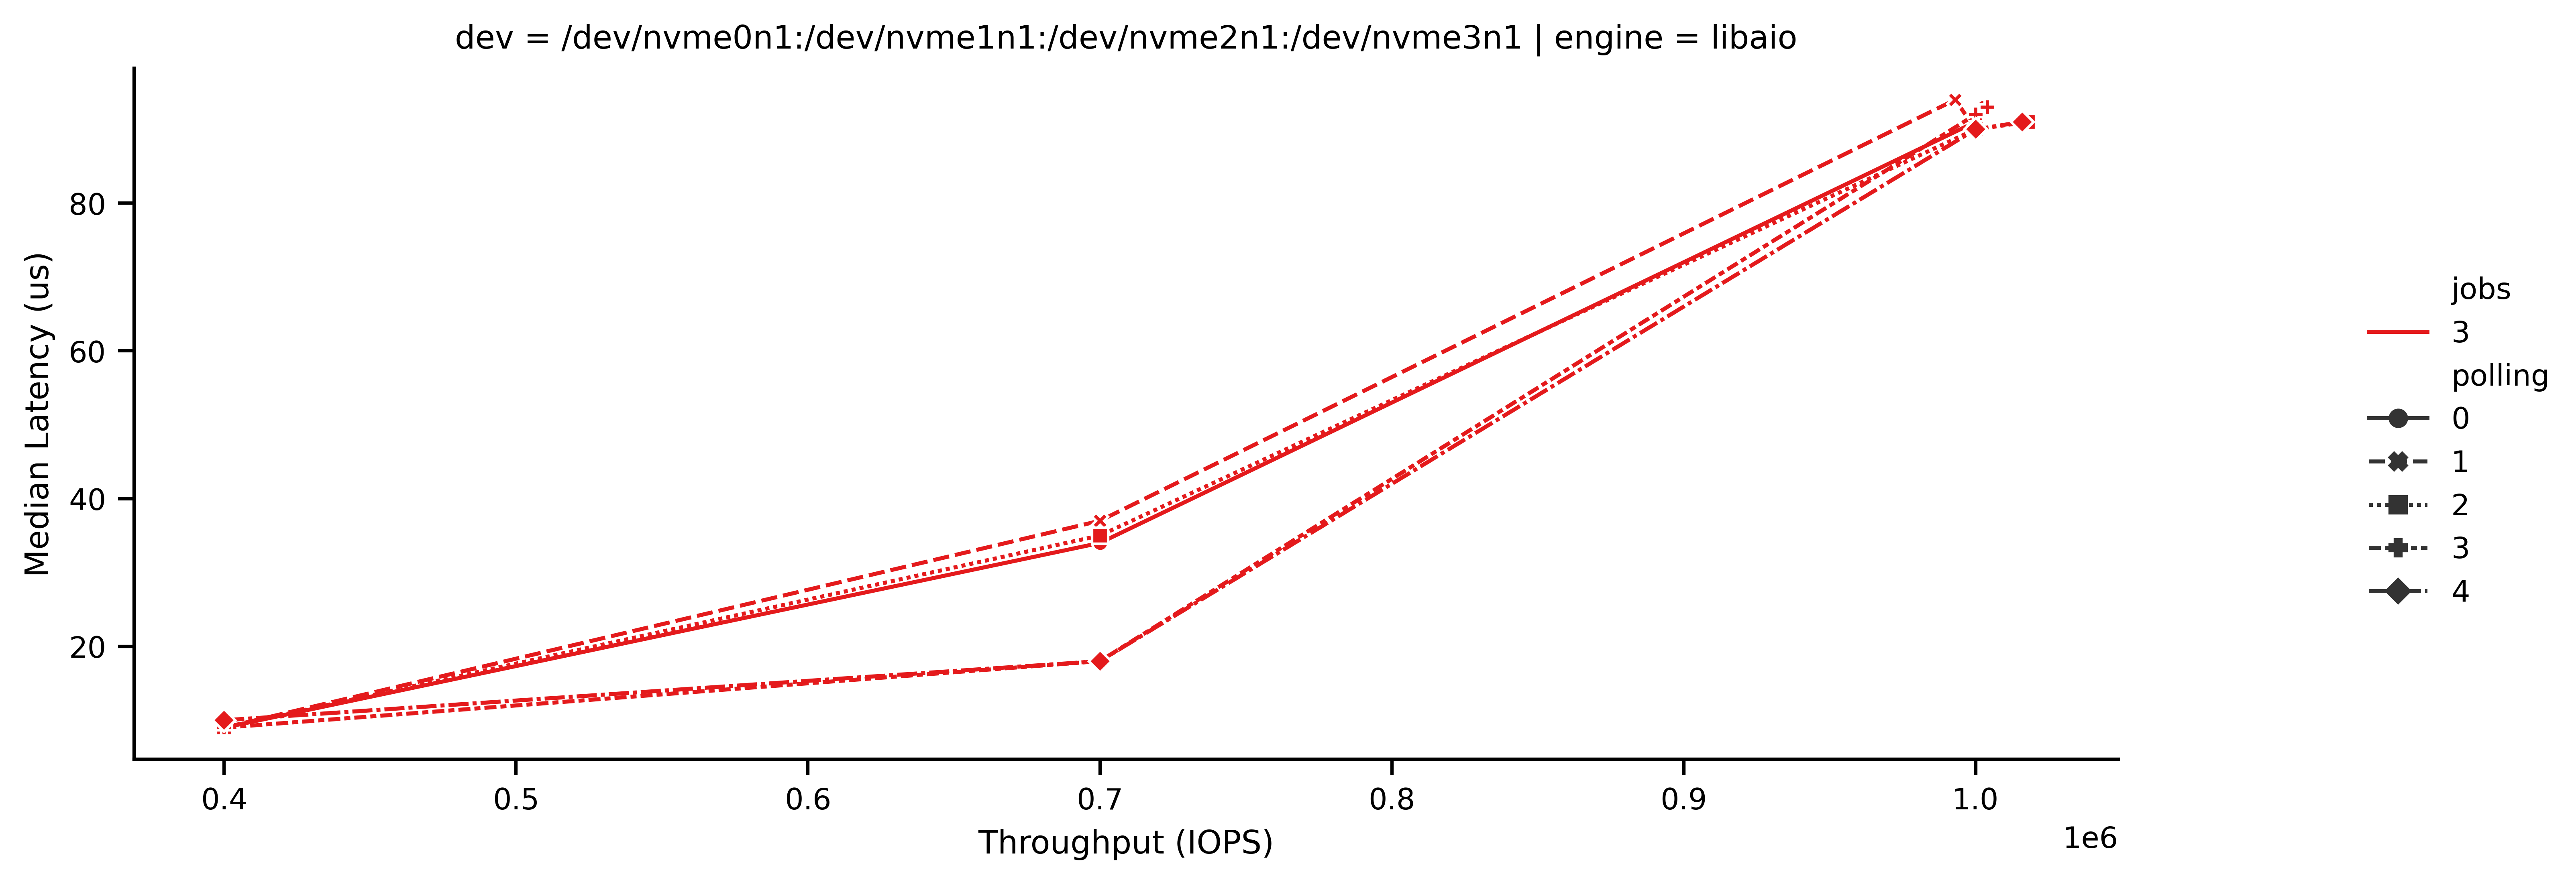 dev = /dev/nvme0n1:/dev/nvme1n1:/dev/nvme2n1:/dev/nvme3n1 | engine = libaio
Median Latency (us)
80
60
40
20
0.4 0.5 0.6 0.7 0.8 0.9 1.0
1e6
Throughput (IOPS)
jobs
3
polling
0
1
2
3
4